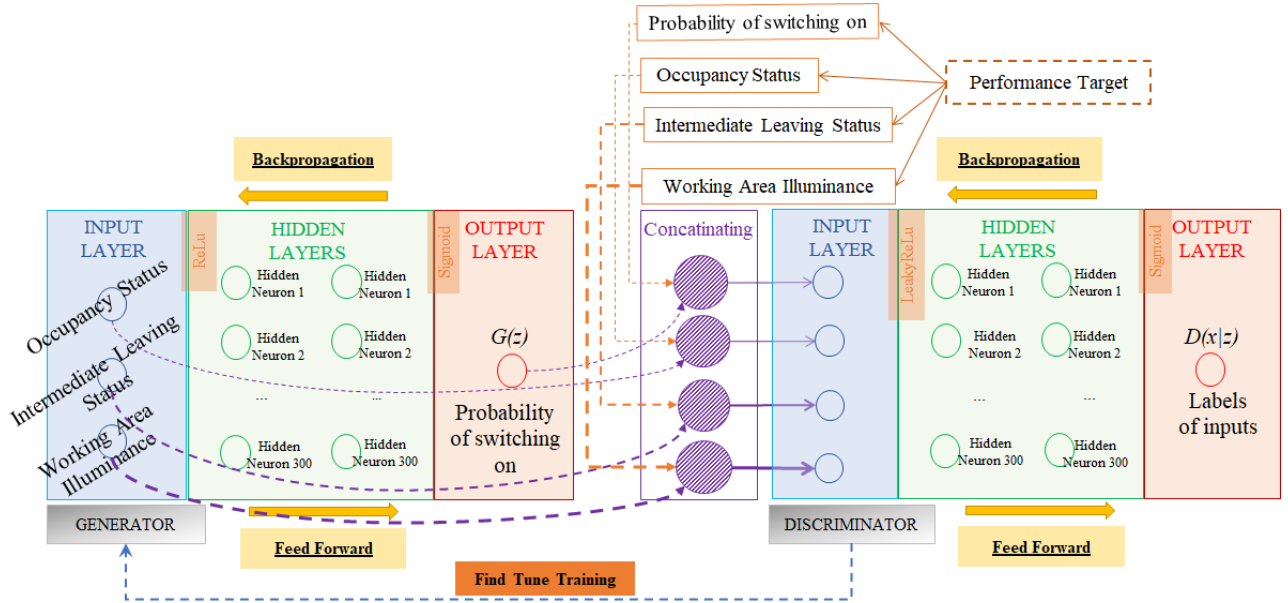 Probability of switching on
Occupancy Status
Performance Target
Intermediate Leaving Status
Working Area Illuminance
Backpropagation
Backpropagation
INPUT
LAYER
ReLu
HIDDEN
LAYERS
Sigmoid
OUTPUT
LAYER
Occupancy Status
Intermediate Leaving
Status
Working Area
Illuminance
Hidden
Neuron 1
Hidden
Neuron 1
Hidden
Neuron 2
Hidden
Neuron 2
...
...
Hidden
Neuron 300
Hidden
Neuron 300
G(z)
Probability
of switching
on
Concatinating
INPUT
LAYER
LeakyReLu
HIDDEN
LAYERS
Sigmoid
OUTPUT
LAYER
Hidden
Neuron 1
Hidden
Neuron 1
Hidden
Neuron 2
Hidden
Neuron 2
...
...
Hidden
Neuron 300
Hidden
Neuron 300
D(x|z)
Labels
of inputs
GENERATOR
Feed Forward
DISCRIMINATOR
Feed Forward
Find Tune Training